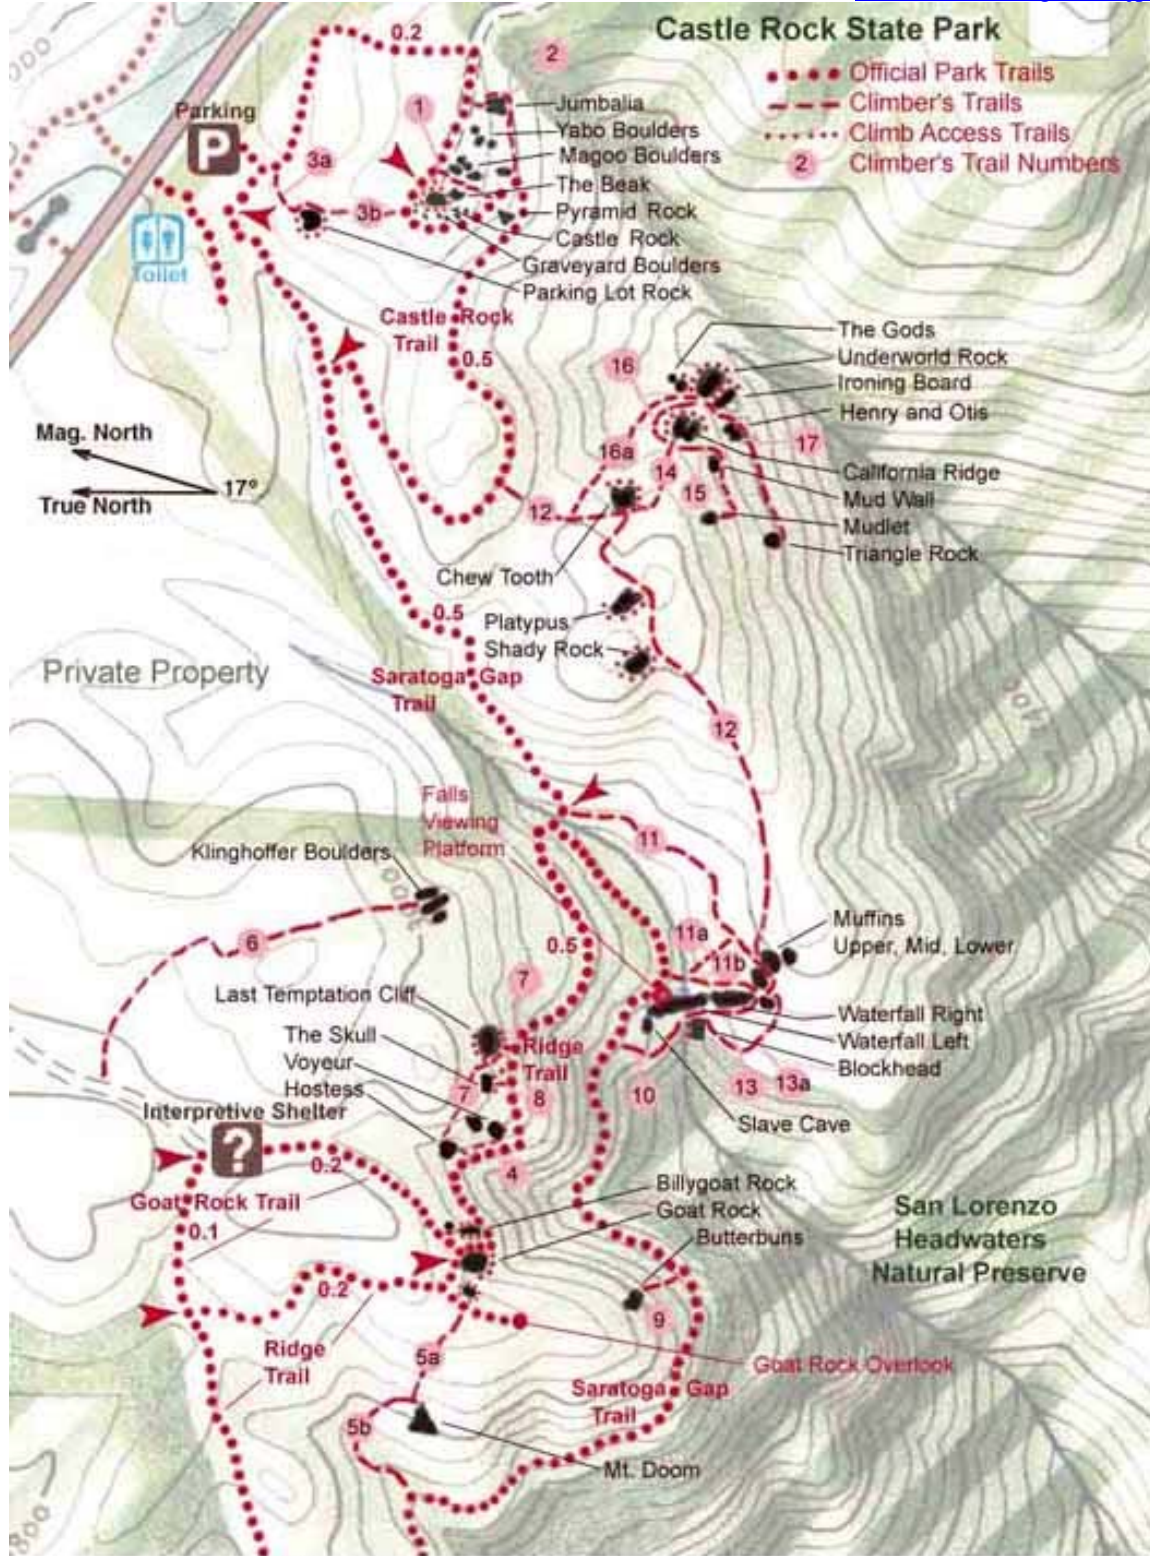 Castle Rock State Park
Official Park Trails
Climber's Trails
Climb Access Trails
2
Climber's Trail Numbers
0.2
2
1
Parking
P
3a
3b
Toilet
Jumbalia
Yabo Boulders
Magoo Boulders
The Beak
Pyramid Rock
Castle Rock
Graveyard Boulders
Parking Lot Rock
Castle Rock
Trail
0.5
The Gods
Underworld Rock
Ironing Board
Henry and Otis
16
17
16a
14
15
12
California Ridge
Mud Wall
Mudlet
Triangle Rock
Mag. North
True North
17°
Chew Tooth
Platypus
Shady Rock
0.5
Private Property
Saratoga Gap
Trail
12
Falls
Viewing
Platform
11
Klinghoffer Boulders
6
11a
11b
0.5
7
Muffins
Upper, Mid, Lower
Last Temptation Cliff
The Skull
Voyeur
Hostess
Ridge
Trail
Waterfall Right
Waterfall Left
Blockhead
7
8
10
13
13a
Slave Cave
Interpretive Shelter
?
0.2
4
Goat Rock Trail
0.1
Billygoat Rock
Goat Rock
Butterbuns
San Lorenzo
Headwaters
Natural Preserve
0.2
9
Ridge
Trail
5a
Goat Rock Overlook
Saratoga Gap
Trail
5b
Mt. Doom
800